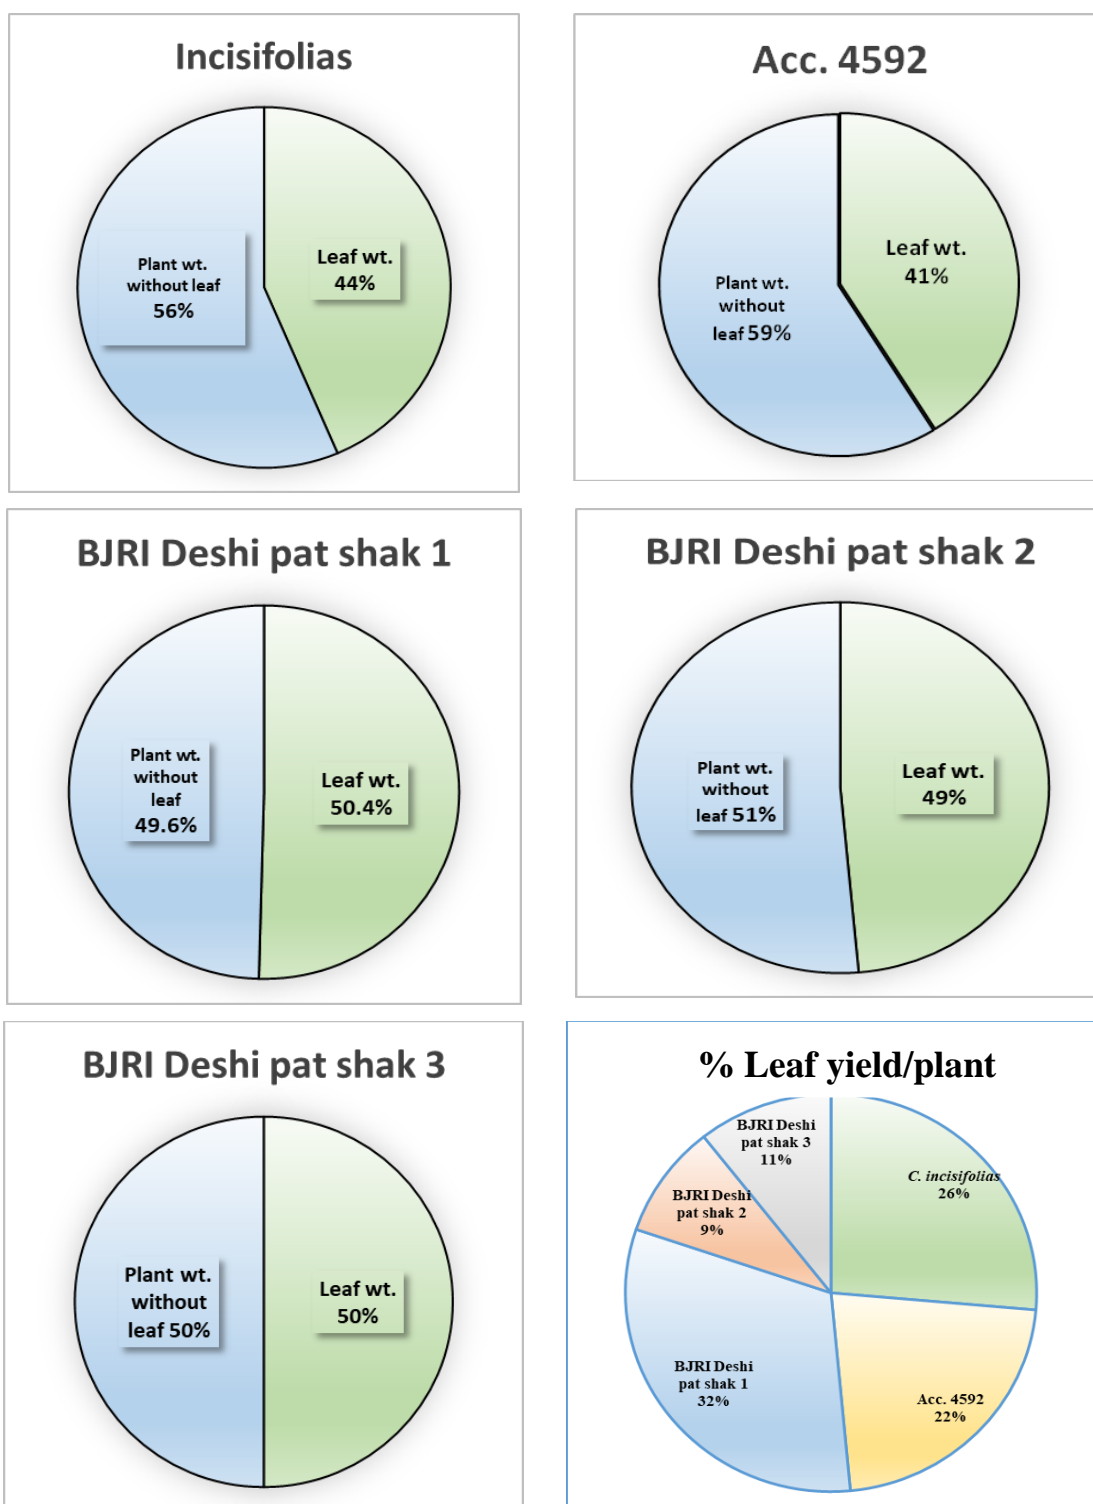 Incisifolias
Plant wt.
without leaf
56%
Leaf wt.
44%
Acc. 4592
Plant wt.
without
leaf 59%
Leaf wt.
41%
BJRI Deshi pat shak 1
Plant wt.
without
leaf
49.6%
Leaf wt.
50.4%
BJRI Deshi pat shak 2
Plant wt.
without
leaf 51%
Leaf wt.
49%
BJRI Deshi pat shak 3
Plant wt.
without
leaf 50%
Leaf wt.
50%
% Leaf yield/plant
BJRI Deshi
pat shak 3
11%
C. incisifolias
26%
BJRI Deshi
pat shak 2
9%
BJRI Deshi
pat shak 1
32%
Acc. 4592
22%